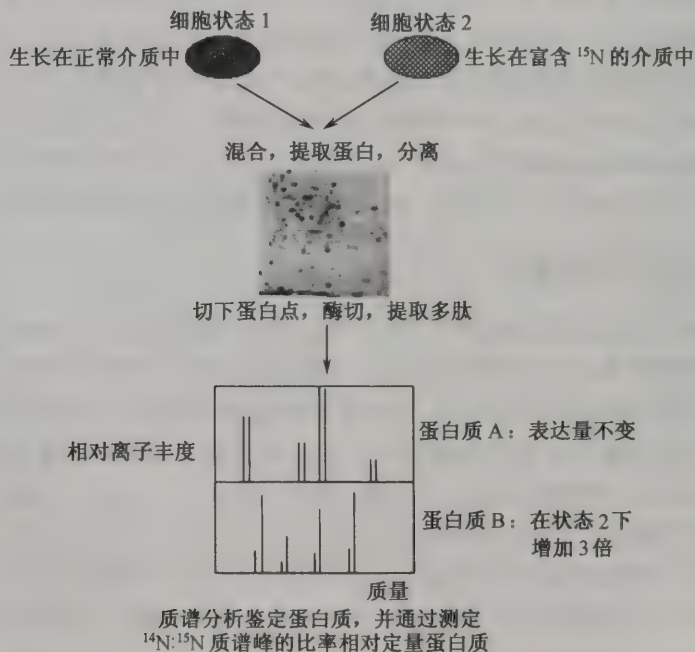 细胞状态 1
细胞状态 2
生长在正常介质中
生长在富含 ¹⁵N 的介质中
混合，提取蛋白，分离
切下蛋白点，酶切，提取多肽
相对离子丰度
蛋白质 A：表达量不变
蛋白质 B：在状态 2 下
增加 3 倍
质量
质谱分析鉴定蛋白质，并通过测定
¹⁴N:¹⁵N 质谱峰的比率相对定量蛋白质